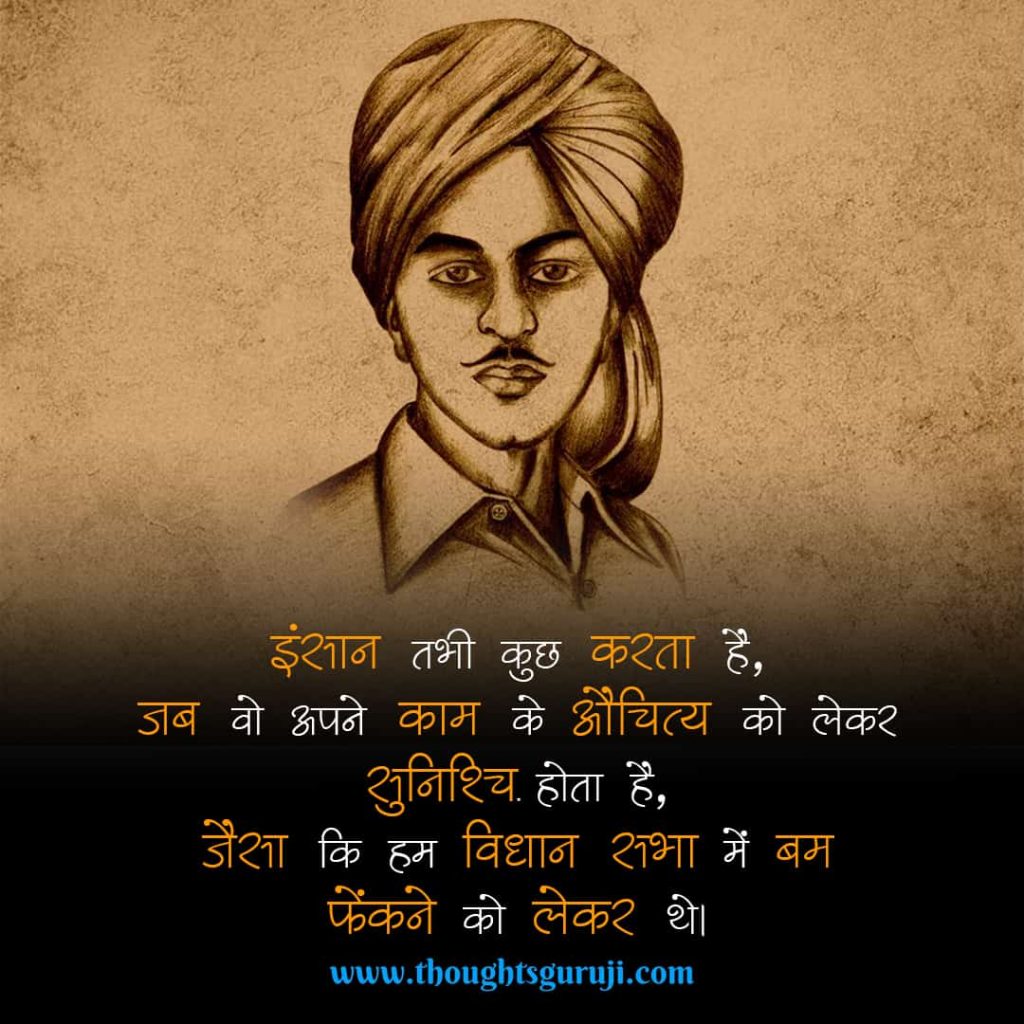 इंसान तभी कुछ करता है,
जब वो अपने काम के औचित्य को लेकर
सुनिश्चि. होता है,
जैसा कि हम विधान सभा में बम
फेंकने को लेकर थे।
www.thoughtsguruji.com